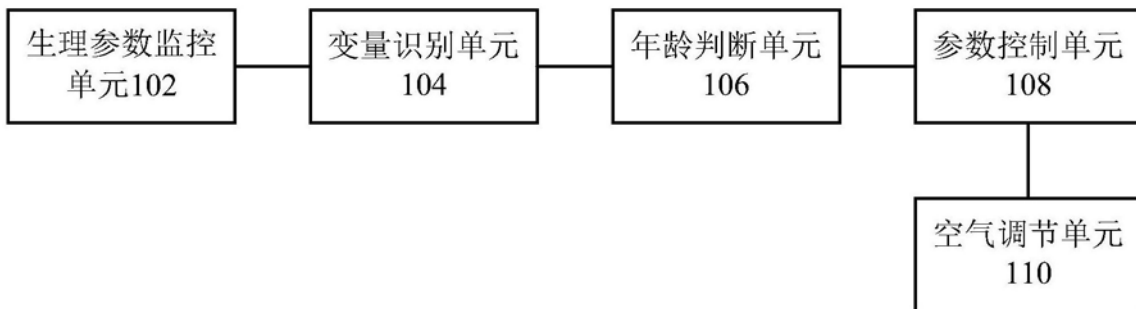 生理参数监控
单元102
变量识别单元
104
年龄判断单元
106
参数控制单元
108
空气调节单元
110